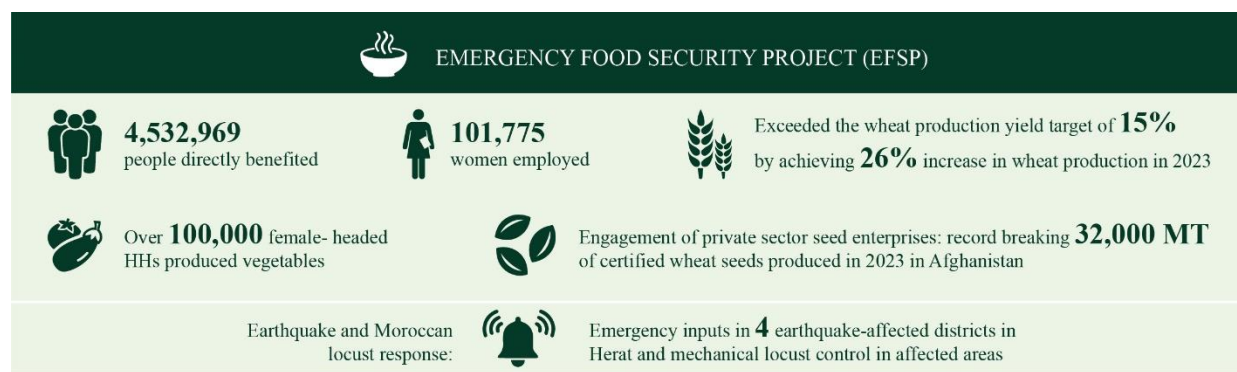 EMERGENCY FOOD SECURITY PROJECT (EFSP)
4,532,969
people directly benefited
101,775
women employed
Exceeded the wheat production yield target of 15%
by achieving 26% increase in wheat production in 2023
Over 100,000 female- headed
HHs produced vegetables
Engagement of private sector seed enterprises: record breaking 32,000 MT
of certified wheat seeds produced in 2023 in Afghanistan
Earthquake and Moroccan
locust response:
Emergency inputs in 4 earthquake-affected districts in
Herat and mechanical locust control in affected areas